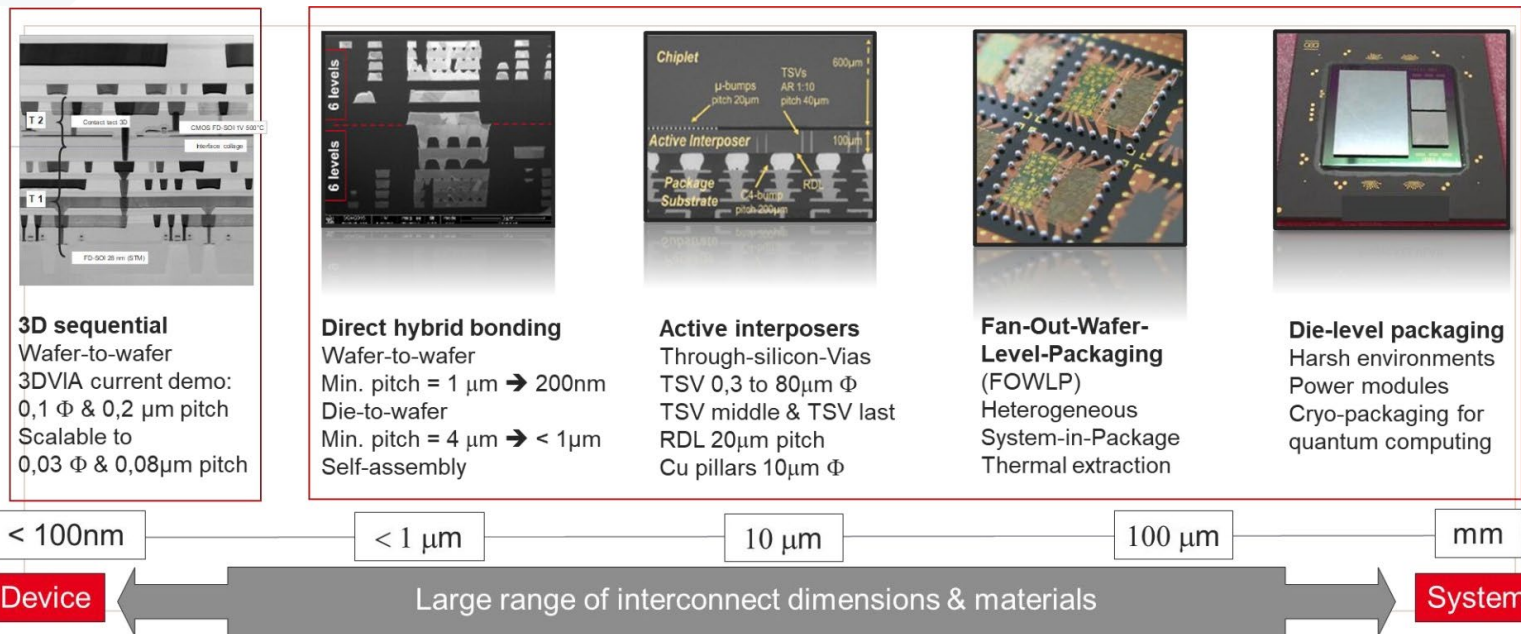 T 2
Contact test 3D
CMOS FD-SOI TV 500°C
Interface collage
T 1
FD-SOI 28 nm (STM)
6 levels
6 levels
Chiplet
600µm
TSVs
AR 1:10
pitch 40µm
µ-bumps
pitch 20µm
Active Interposer
100µm
Package
Substrate
RDL
C4-bump
pitch 200µm
3D sequential
Wafer-to-wafer
3DVIA current demo:
0,1 Φ & 0,2 µm pitch
Scalable to
0,03 Φ & 0,08µm pitch
Direct hybrid bonding
Wafer-to-wafer
Min. pitch = 1 µm ➔ 200nm
Die-to-wafer
Min. pitch = 4 µm ➔ < 1µm
Self-assembly
Active interposers
Through-silicon-Vias
TSV 0,3 to 80µm Φ
TSV middle & TSV last
RDL 20µm pitch
Cu pillars 10µm Φ
Fan-Out-Wafer-
Level-Packaging
(FOWLP)
Heterogeneous
System-in-Package
Thermal extraction
Die-level packaging
Harsh environments
Power modules
Cryo-packaging for
quantum computing
< 100nm
< 1 µm
10 µm
100 µm
mm
Device
Large range of interconnect dimensions & materials
System